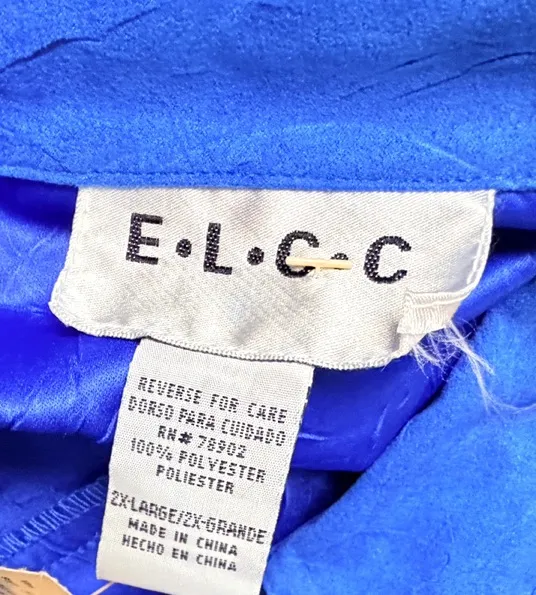 E•L•C•C
REVERSE FOR CARE
DORSO PARA CUIDADO
RN# 78902
100% POLYESTER
POLIESTER
2X-LARGE/2X-GRANDE
MADE IN CHINA
HECHO EN CHINA